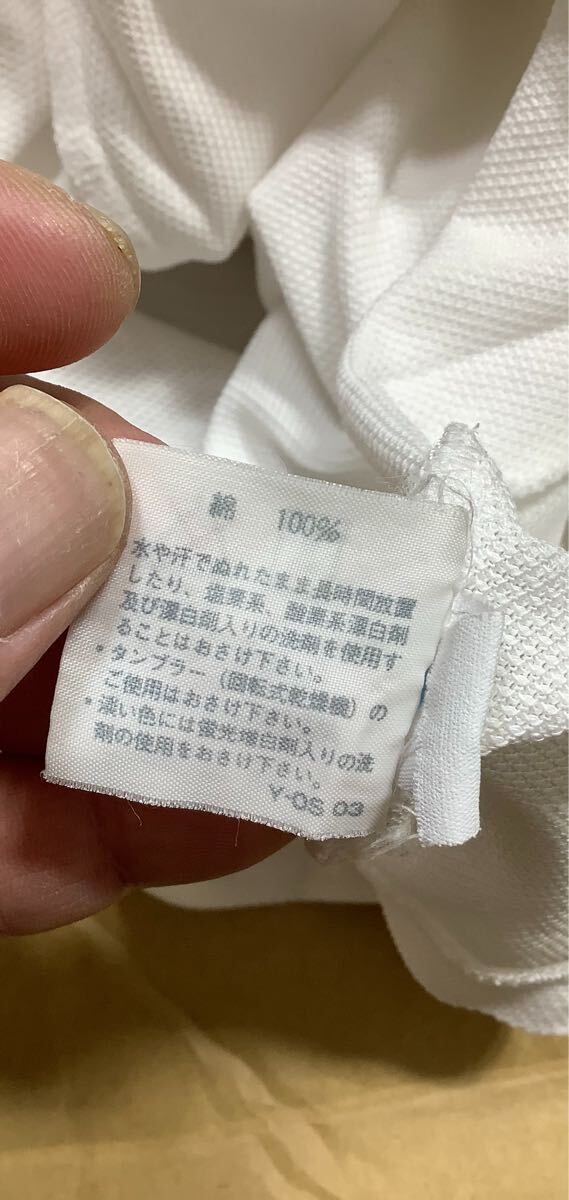 綿 100%
水や汗でぬれたまま長時間放置
したり、塩素系、酸素系漂白剤
及び漂白剤入りの洗剤を使用す
ることはおさけ下さい。
・タンブラー(回転式乾燥機)の
ご使用はおさけ下さい。
・淡い色には蛍光増白剤入りの洗
剤の使用をおさけ下さい。
Y-OS 03